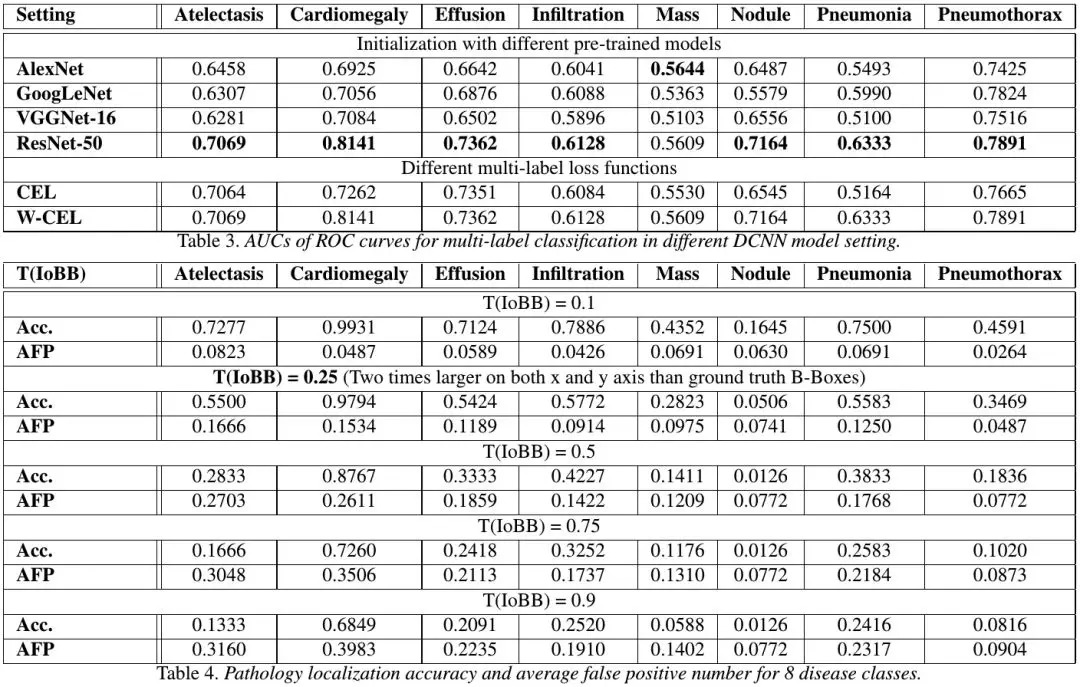 Setting Atelectasis Cardiomegaly Effusion Infiltration Mass Nodule Pneumonia Pneumothorax
Initialization with different pre-trained models
AlexNet 0.6458 0.6925 0.6642 0.6041 0.5644 0.6487 0.5493 0.7425
GoogLeNet 0.6307 0.7056 0.6876 0.6088 0.5363 0.5579 0.5990 0.7824
VGGNet-16 0.6281 0.7084 0.6502 0.5896 0.5103 0.6556 0.5100 0.7516
ResNet-50 0.7069 0.8141 0.7362 0.6128 0.5609 0.7164 0.6333 0.7891
Different multi-label loss functions
CEL 0.7064 0.7262 0.7351 0.6084 0.5530 0.6545 0.5164 0.7665
W-CEL 0.7069 0.8141 0.7362 0.6128 0.5609 0.7164 0.6333 0.7891
Table 3. AUCs of ROC curves for multi-label classification in different DCNN model setting.
T(IoBB) Atelectasis Cardiomegaly Effusion Infiltration Mass Nodule Pneumonia Pneumothorax
T(IoBB) = 0.1
Acc. 0.7277 0.9931 0.7124 0.7886 0.4352 0.1645 0.7500 0.4591
AFP 0.0823 0.0487 0.0589 0.0426 0.0691 0.0630 0.0691 0.0264
T(IoBB) = 0.25 (Two times larger on both x and y axis than ground truth B-Boxes)
Acc. 0.5500 0.9794 0.5424 0.5772 0.2823 0.0506 0.5583 0.3469
AFP 0.1666 0.1534 0.1189 0.0914 0.0975 0.0741 0.1250 0.0487
T(IoBB) = 0.5
Acc. 0.2833 0.8767 0.3333 0.4227 0.1411 0.0126 0.3833 0.1836
AFP 0.2703 0.2611 0.1859 0.1422 0.1209 0.0772 0.1768 0.0772
T(IoBB) = 0.75
Acc. 0.1666 0.7260 0.2418 0.3252 0.1176 0.0126 0.2583 0.1020
AFP 0.3048 0.3506 0.2113 0.1737 0.1310 0.0772 0.2184 0.0873
T(IoBB) = 0.9
Acc. 0.1333 0.6849 0.2091 0.2520 0.0588 0.0126 0.2416 0.0816
AFP 0.3160 0.3983 0.2235 0.1910 0.1402 0.0772 0.2317 0.0904
Table 4. Pathology localization accuracy and average false positive number for 8 disease classes.